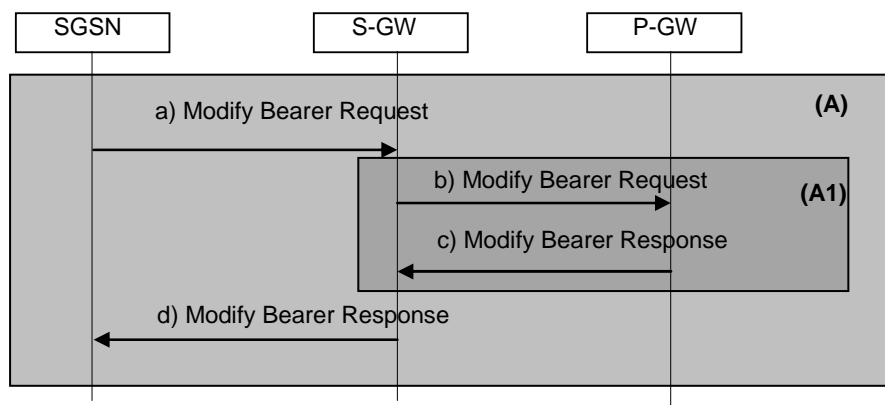 SGSN S-GW P-GW
(A)
a) Modify Bearer Request
b) Modify Bearer Request
(A1)
c) Modify Bearer Response
d) Modify Bearer Response